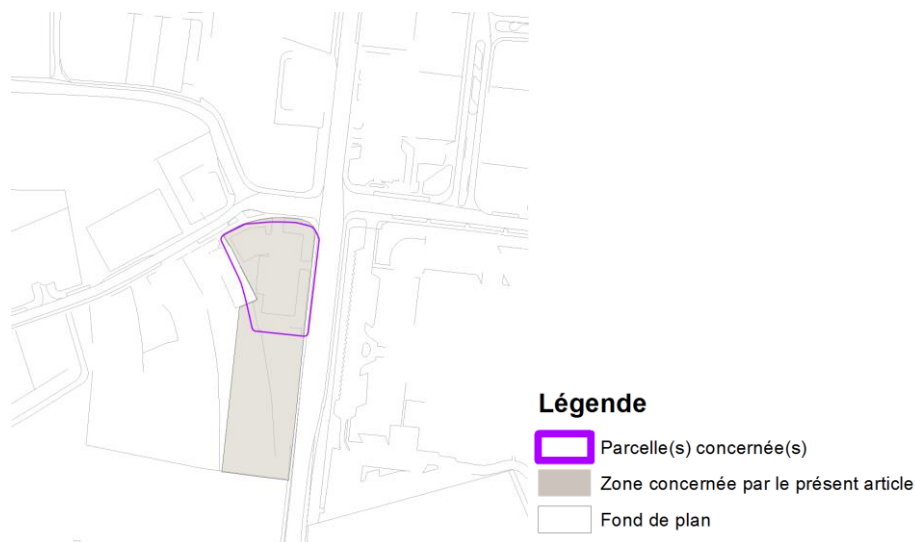 Légende
Parcelle(s) concernée(s)
Zone concernée par le présent article
Fond de plan